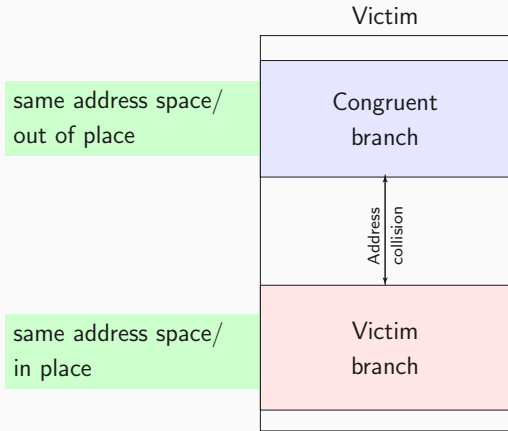 Victim
same address space/
out of place
Congruent
branch
Address
collision
same address space/
in place
Victim
branch